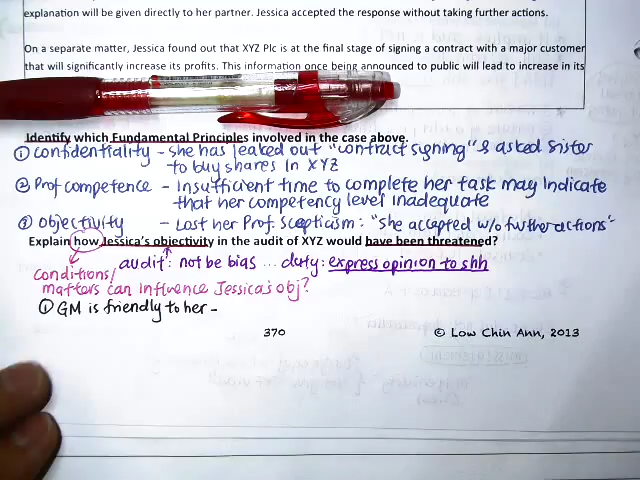 explanation will be given directly to her partner. Jessica accepted the response without taking further actions.
On a separate matter, Jessica found out that XYZ Plc is at the final stage of signing a contract with a major customer
that will significantly increase its profits. This information once being announced to public will lead to increase in its
Identify which Fundamental Principles involved in the case above.
① Confidentiality - She has leaked out "contract signing" & asked Sister
to buy shares in XYZ
② Prof competence - Insufficient time to complete her task may indicate
that her competency level inadequate
③ Objectivity - Lost her Prof. Scepticism: "she accepted w/o further actions"
Explain how Jessica's objectivity in the audit of XYZ would have been threatened?
audit: not be bias ... duty: express opinion to shh
conditions/
matters can influence Jessica's obj?
① GM is friendly to her -
370 © Low Chin Ann, 2013